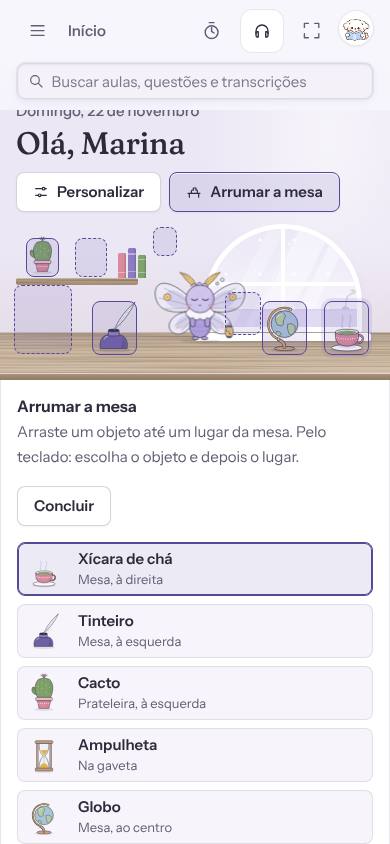 Início
Buscar aulas, questões e transcrições
Domingo, 22 de novembro
Olá, Marina
Personalizar
Arrumar a mesa
Arrumar a mesa
Arraste um objeto até um lugar da mesa. Pelo
teclado: escolha o objeto e depois o lugar.
Concluir
Xícara de chá
Mesa, à direita
Tinteiro
Mesa, à esquerda
Cacto
Prateleira, à esquerda
Ampulheta
Na gaveta
Globo
Mesa, ao centro